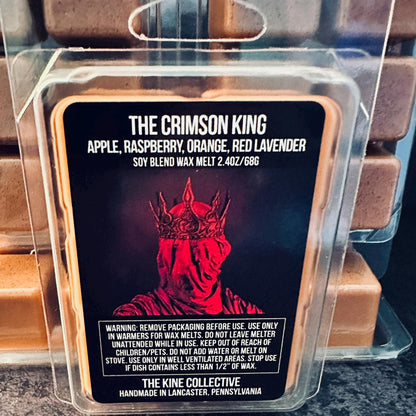 THE CRIMSON KING
APPLE, RASPBERRY, ORANGE, RED LAVENDER
SOY BLEND WAX MELT 2.4OZ/68G
WARNING: REMOVE PACKAGING BEFORE USE. USE ONLY
IN WARMERS FOR WAX MELTS. DO NOT LEAVE MELTER
UNATTENDED WHILE IN USE. KEEP OUT OF REACH OF
CHILDREN/PETS. DO NOT ADD WATER OR MELT ON
STOVE. USE ONLY IN WELL VENTILATED AREAS. STOP USE
IF DISH CONTAINS LESS THAN 1/2" OF WAX.
THE KINE COLLECTIVE
HANDMADE IN LANCASTER, PENNSYLVANIA